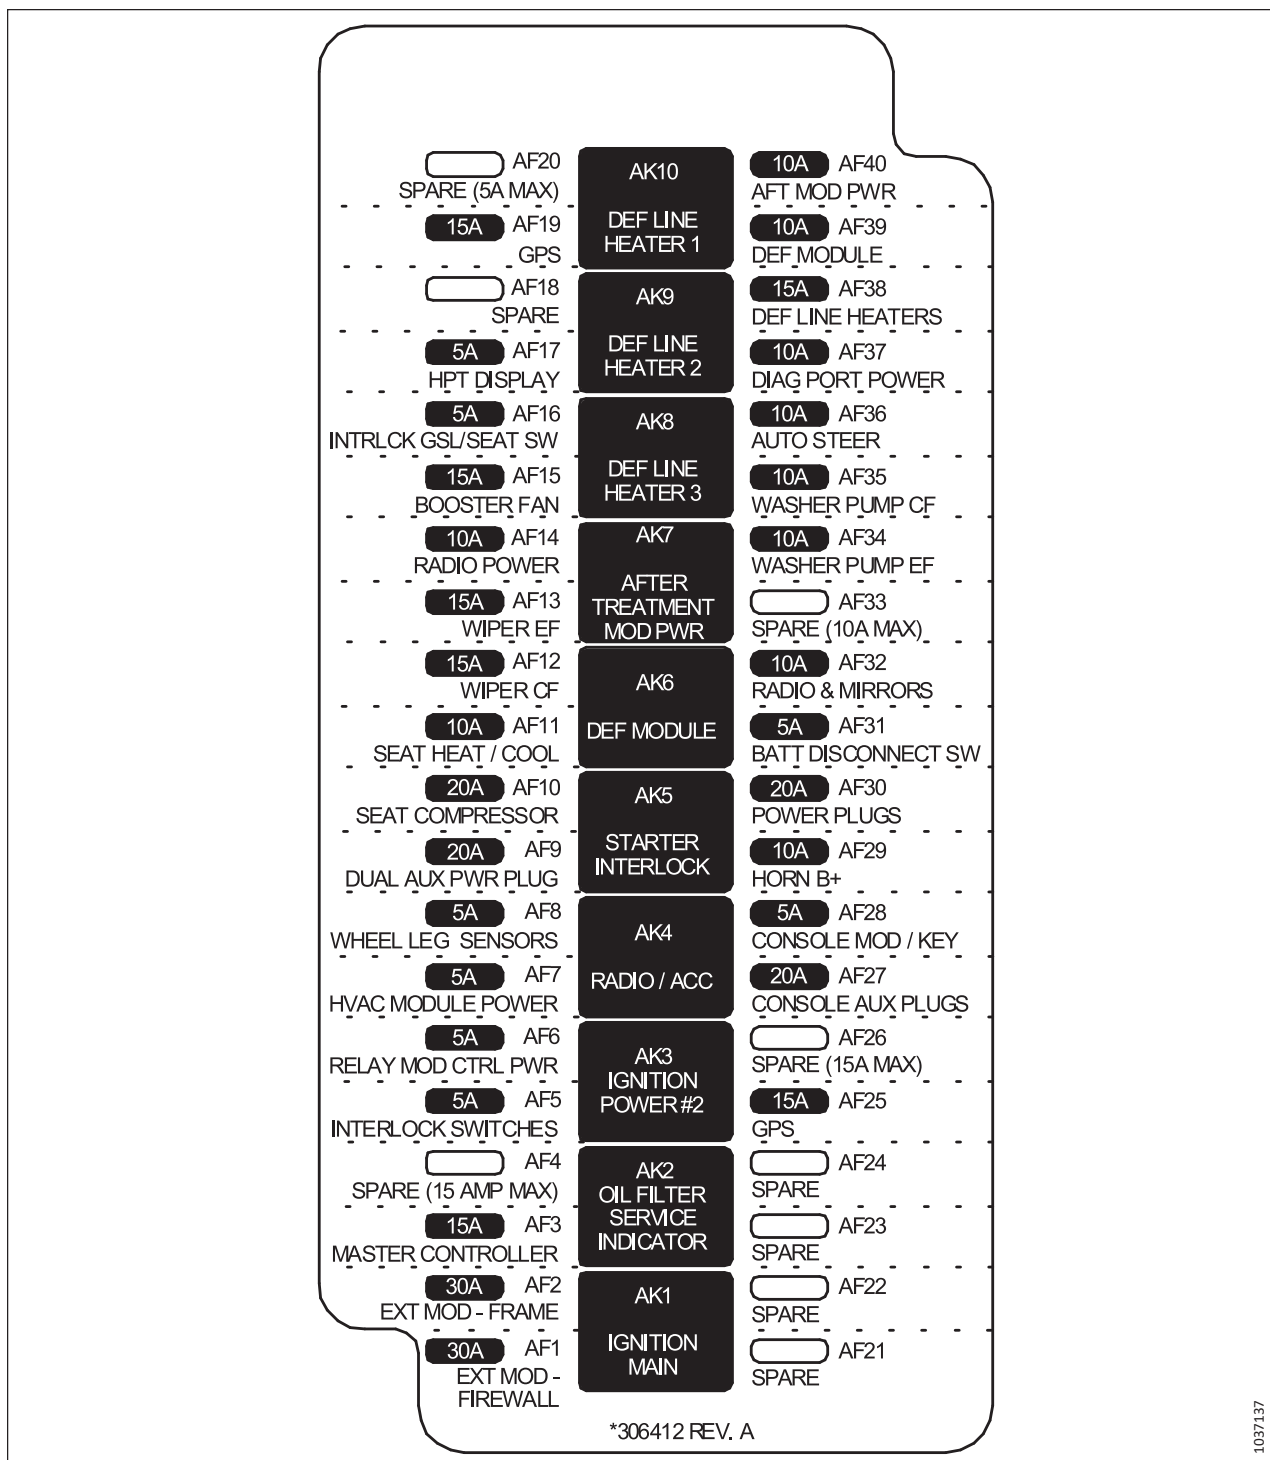 AF20
SPARE (5A MAX)
15A AF19
GPS
AF18
SPARE
5A AF17
HPT DISPLAY
5A AF16
INTRLCK GSL/SEAT SW
15A AF15
BOOSTER FAN
10A AF14
RADIO POWER
15A AF13
WIPER EF
15A AF12
WIPER CF
10A AF11
SEAT HEAT / COOL
20A AF10
SEAT COMPRESSOR
20A AF9
DUAL AUX PWR PLUG
5A AF8
WHEEL LEG SENSORS
5A AF7
HVAC MODULE POWER
5A AF6
RELAY MOD CTRL PWR
5A AF5
INTERLOCK SWITCHES
AF4
SPARE (15 AMP MAX)
15A AF3
MASTER CONTROLLER
30A AF2
EXT MOD - FRAME
30A AF1
EXT MOD -
FIREWALL
AK10
DEF LINE
HEATER 1
AK9
DEF LINE
HEATER 2
AK8
DEF LINE
HEATER 3
AK7
AFTER
TREATMENT
MOD PWR
AK6
DEF MODULE
AK5
STARTER
INTERLOCK
AK4
RADIO / ACC
AK3
IGNITION
POWER #2
AK2
OIL FILTER
SERVICE
INDICATOR
AK1
IGNITION
MAIN
10A AF40
AFT MOD PWR
10A AF39
DEF MODULE
15A AF38
DEF LINE HEATERS
10A AF37
DIAG PORT POWER
10A AF36
AUTO STEER
10A AF35
WASHER PUMP CF
10A AF34
WASHER PUMP EF
AF33
SPARE (10A MAX)
10A AF32
RADIO & MIRRORS
5A AF31
BATT DISCONNECT SW
20A AF30
POWER PLUGS
10A AF29
HORN B+
5A AF28
CONSOLE MOD / KEY
20A AF27
CONSOLE AUX PLUGS
AF26
SPARE (15A MAX)
15A AF25
GPS
AF24
SPARE
AF23
SPARE
AF22
SPARE
AF21
SPARE
*306412 REV. A
1037137